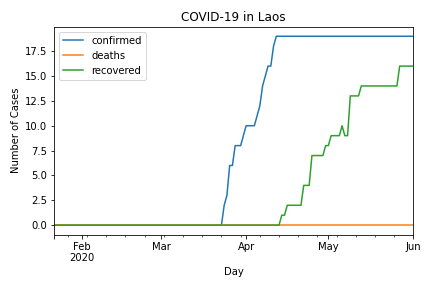 COVID-19 in Laos
confirmed
deaths
recovered
Number of Cases
17.5
15.0
12.5
10.0
7.5
5.0
2.5
0.0
Feb
2020
Mar
Apr
May
Jun
Day